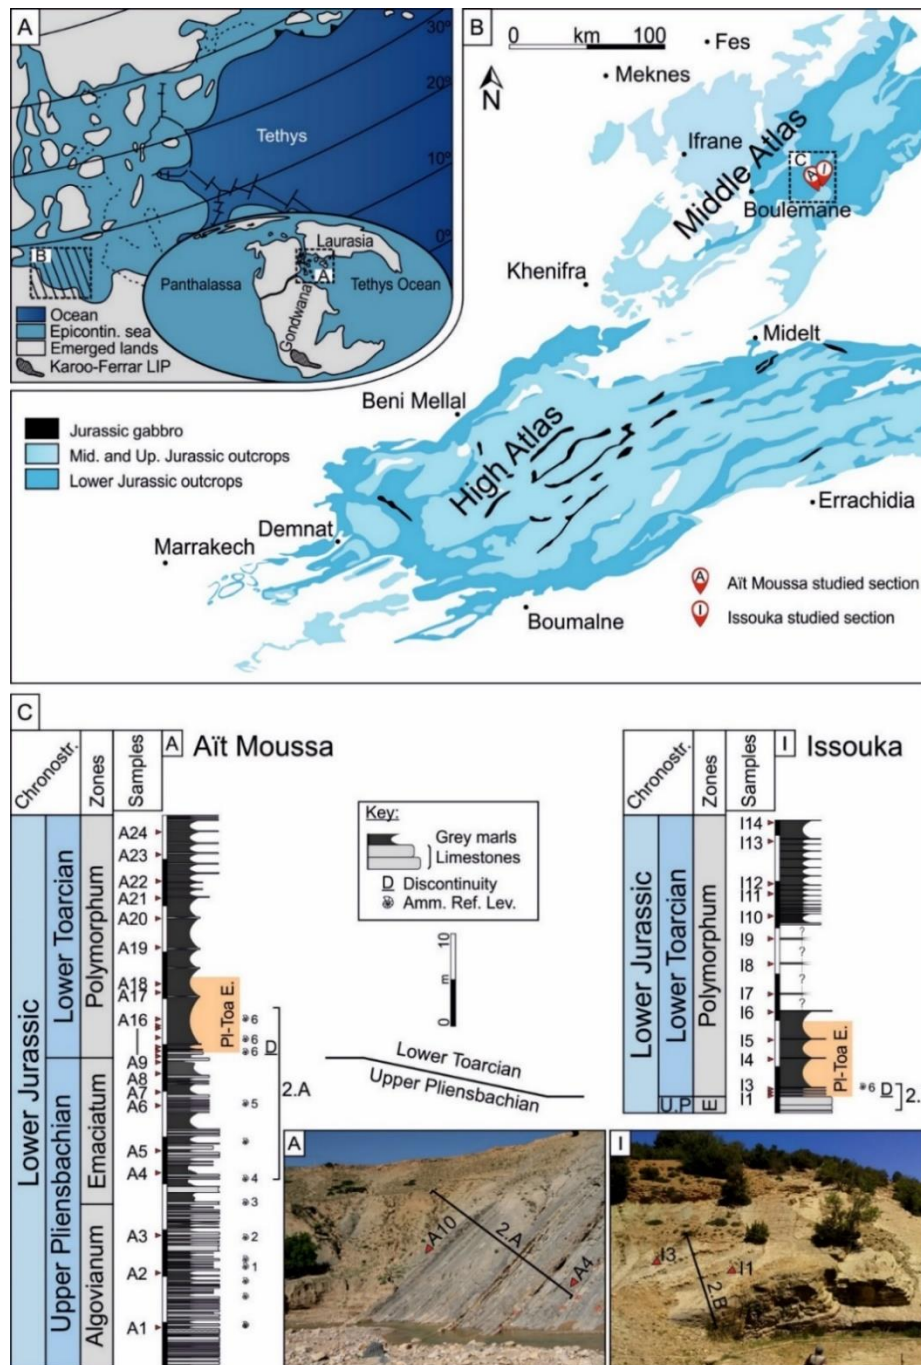 A
30°
20°
10°
0°
Tethys
B
Laurasia
Panthalassa
A
Tethys Ocean
Gondwana
Ocean
Epicontin. sea
Emerged lands
Karoo-Ferrar LIP
B
0 km 100
N
Fes
Meknes
Ifrane
Middle Atlas
C
A I
Boulemane
Khenifra
Midelt
Beni Mellal
High Atlas
Errachidia
Demnat
Marrakech
Boumalne
Jurassic gabbro
Mid. and Up. Jurassic outcrops
Lower Jurassic outcrops
A Aït Moussa studied section
I Issouka studied section
C
Chronostr.
Zones
Samples
A Aït Moussa
Lower Jurassic
Lower Toarcian
Upper Pliensbachian
Polymorphum
Emaciatum
Algovianum
A24
A23
A22
A21
A20
A19
A18
A17
A16
A9
A8
A7
A6
A5
A4
A3
A2
A1
Pl-Toa E.
6
6
6 D
5
4
3
2
1
2.A
Key:
Grey marls
Limestones
D Discontinuity
Amm. Ref. Lev.
10
m
0
Lower Toarcian
Upper Pliensbachian
Chronostr.
Zones
Samples
I Issouka
Lower Jurassic
Lower Toarcian
U.P
Polymorphum
E
I14
I13
I12
I11
I10
I9
I8
I7
I6
I5
I4
I3
I1
?
?
?
?
Pl-Toa E.
6 D
2.
A
A10
2.A
A4
I
I3
I1
2.B